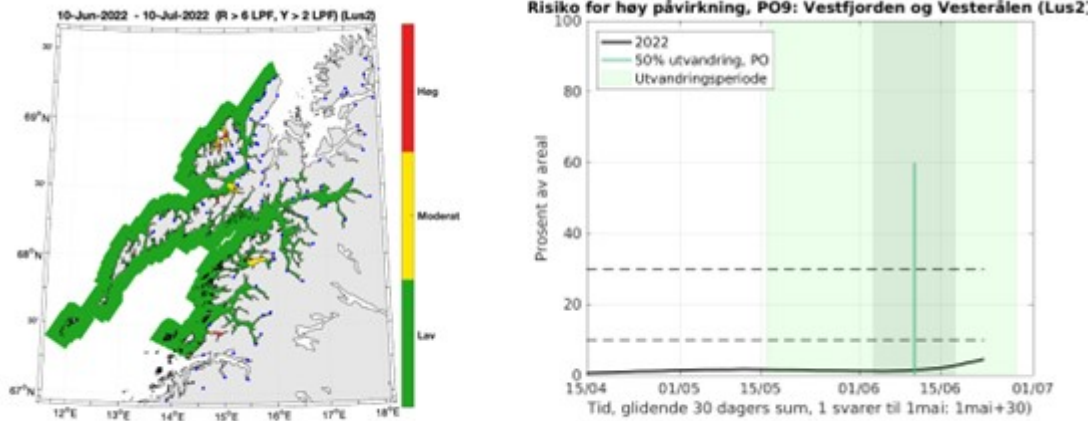 10-Jun-2022 - 10-Jul-2022 (R > 6 LPF, Y > 2 LPF) (Lus2)
30'
69°N
30'
68°N
30'
67°N
12°E
13°E
14°E
15°E
16°E
17°E
18°E
Høg
Moderat
Lav
Risiko for høy påvirkning, PO9: Vestfjorden og Vesterålen (Lus2)
100
80
60
40
20
0
Prosent av areal
2022
50% utvandring, PO
Utvandringsperiode
15/04
01/05
15/05
01/06
15/06
01/07
Tid, glidende 30 dagers sum, 1 svarer til 1mai: 1mai+30)